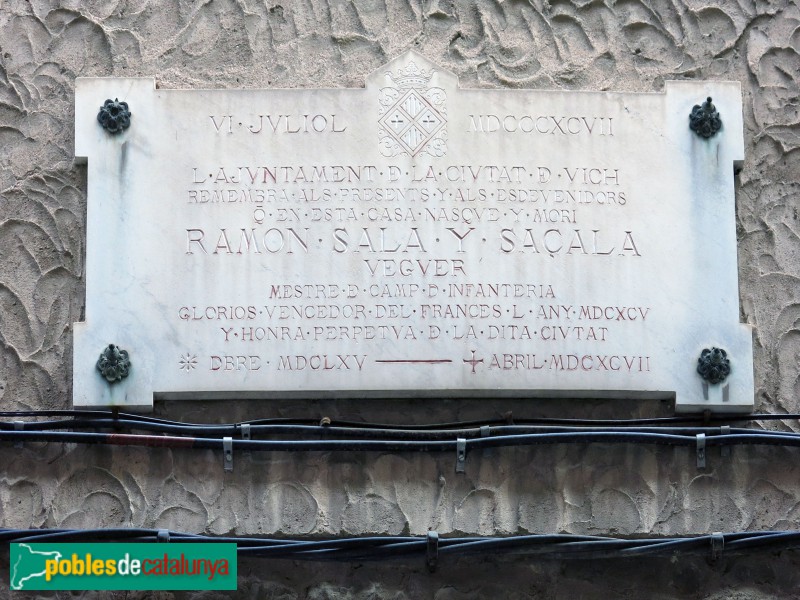 VI · JVLIOL MDCCCXCVII
L · AJVNTAMENT · D · LA · CIVTAT · D · VICH
REMEMBRA · ALS · PRESENTS · Y · ALS · ESDEVENIDORS
Q · EN · ESTA · CASA · NASQVE · Y · MORI
RAMON · SALA · Y · SAÇALA
VEGVER
MESTRE · D · CAMP · D · INFANTERIA
GLORIOS · VENCEDOR · DEL · FRANCES · L · ANY · MDCXCV
Y · HONRA · PERPETVA · D · LA · DITA · CIVTAT
DBRE · MDCLXV — ABRIL · MDCXCVII
poblesdecatalunya